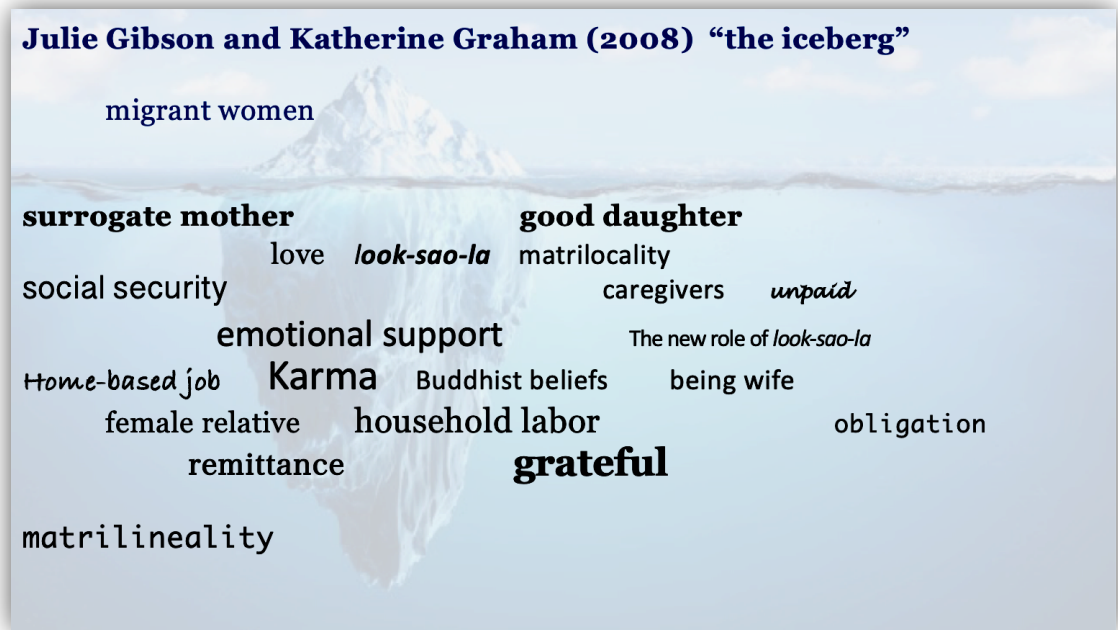 Julie Gibson and Katherine Graham (2008) “the iceberg”
migrant women
surrogate mother good daughter
love look-sao-la matrilocality
social security caregivers unpaid
emotional support The new role of look-sao-la
Home-based job Karma Buddhist beliefs being wife
female relative household labor obligation
remittance grateful
matrilineality